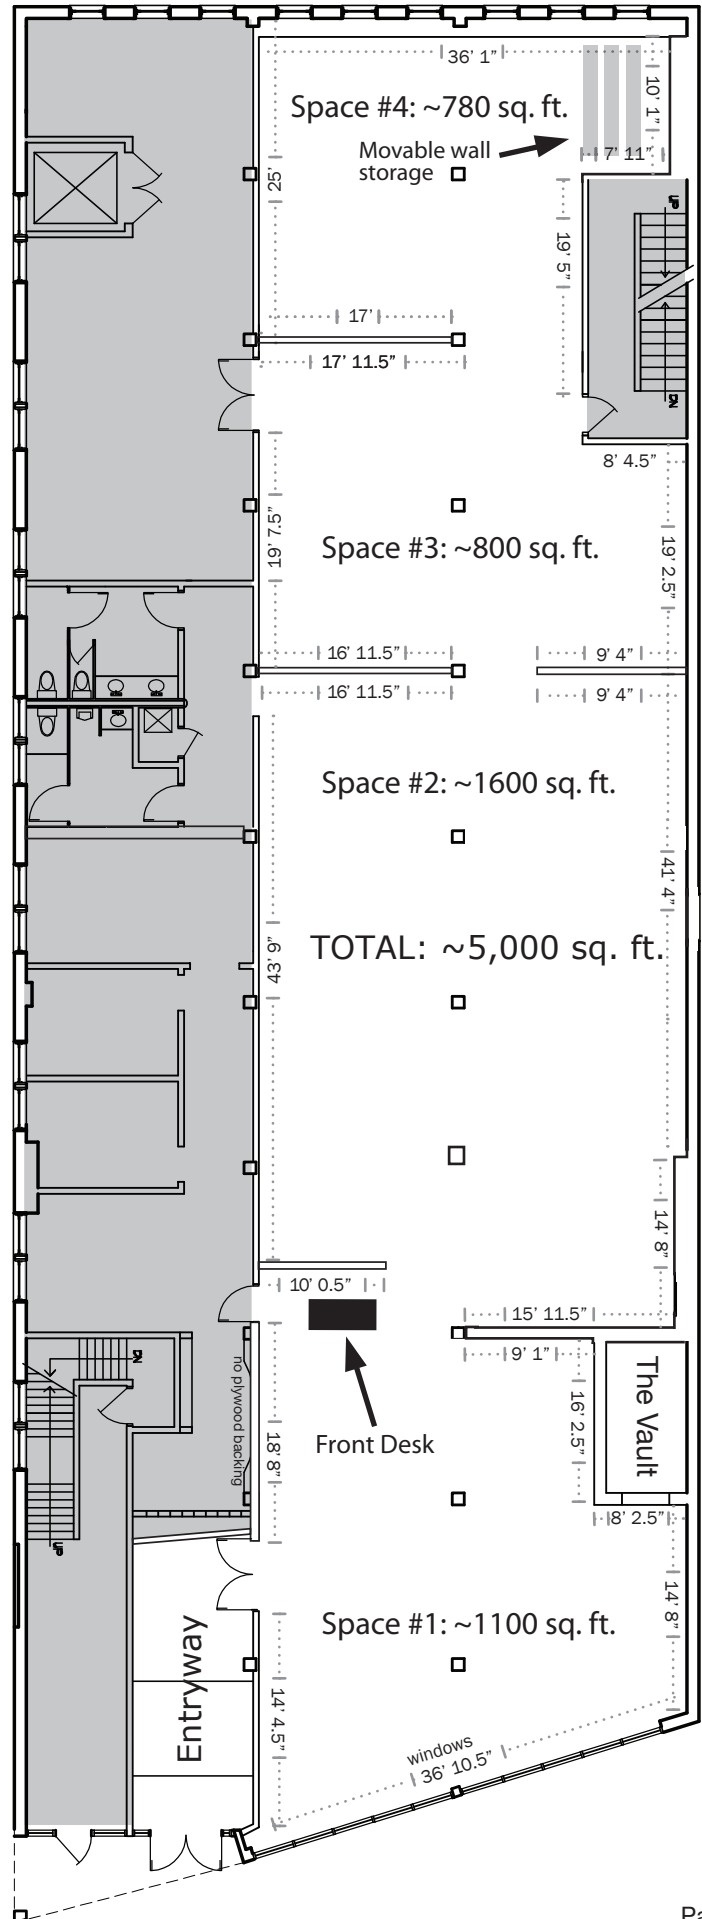 36' 1"
10' 1"
Space #4: ~780 sq. ft.
Movable wall
storage
7' 11"
25'
UP
19' 5"
17'
17' 11.5"
DN
8' 4.5"
19' 7.5"
Space #3: ~800 sq. ft.
19' 2.5"
16' 11.5"
9' 4"
16' 11.5"
9' 4"
Space #2: ~1600 sq. ft.
41' 4"
43' 9"
TOTAL: ~5,000 sq. ft.
14' 8"
10' 0.5"
15' 11.5"
9' 1"
DN
no plywood backing
The Vault
16' 2.5"
Front Desk
18' 8"
8' 2.5"
UP
14' 8"
Space #1: ~1100 sq. ft.
Entryway
14' 4.5"
windows
36' 10.5"
Pa